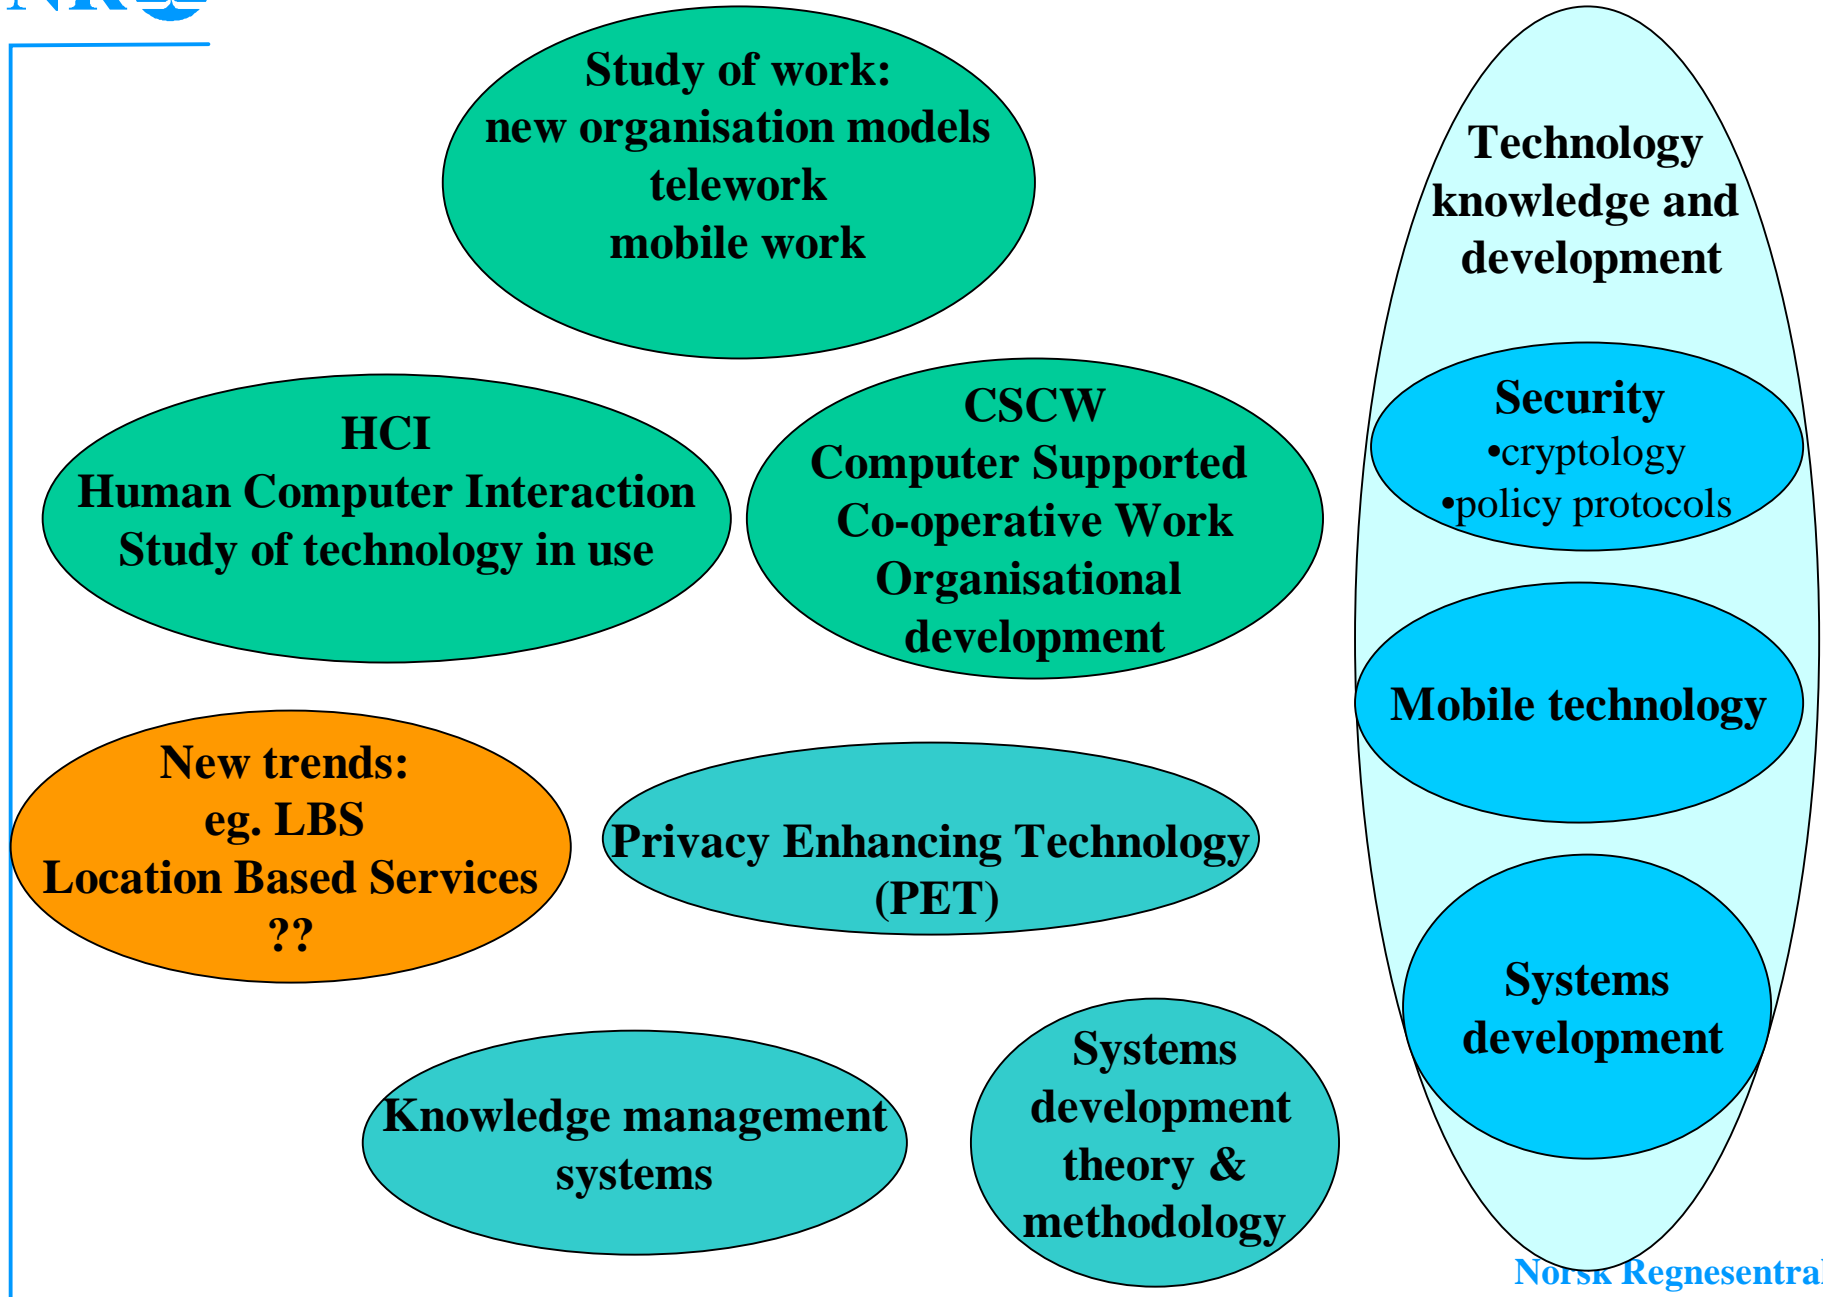 NR
Study of work:
new organisation models
telework
mobile work
Technology
knowledge and
development
Security
•cryptology
•policy protocols
Mobile technology
Systems
development
HCI
Human Computer Interaction
Study of technology in use
CSCW
Computer Supported
Co-operative Work
Organisational
development
New trends:
eg. LBS
Location Based Services
??
Privacy Enhancing Technology
(PET)
Knowledge management
systems
Systems
development
theory &
methodology
Norsk Regnesentral